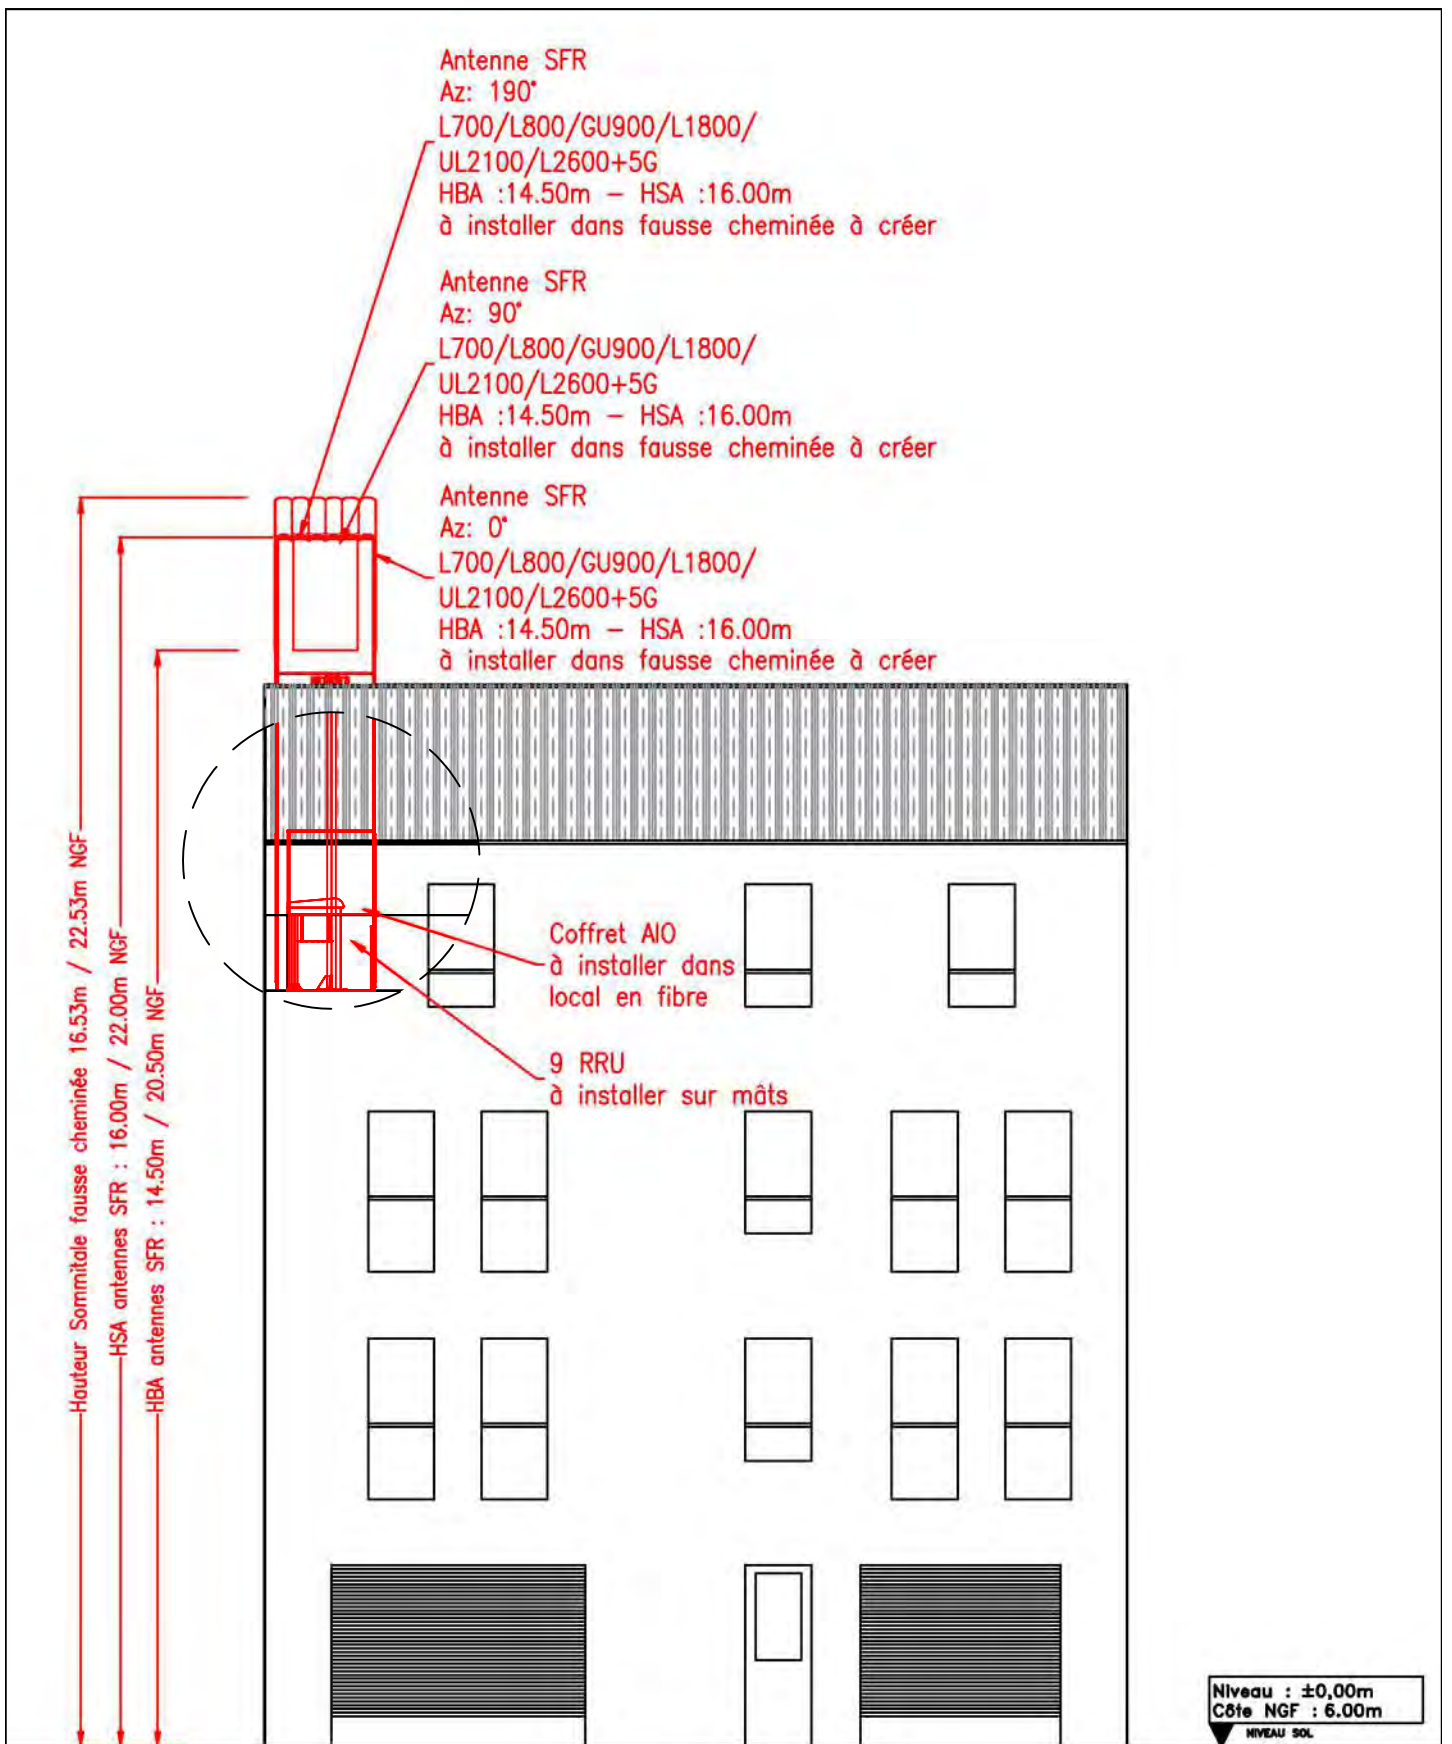 Antenne SFR
Az: 190°
L700/L800/GU900/L1800/
UL2100/L2600+5G
HBA :14.50m – HSA :16.00m
à installer dans fausse cheminée à créer
Antenne SFR
Az: 90°
L700/L800/GU900/L1800/
UL2100/L2600+5G
HBA :14.50m – HSA :16.00m
à installer dans fausse cheminée à créer
Antenne SFR
Az: 0°
L700/L800/GU900/L1800/
UL2100/L2600+5G
HBA :14.50m – HSA :16.00m
à installer dans fausse cheminée à créer
Hauteur Sommitale fausse cheminée 16.53m / 22.53m NGF
HSA antennes SFR : 16.00m / 22.00m NGF
HBA antennes SFR : 14.50m / 20.50m NGF
Coffret AIO
à installer dans
local en fibre
9 RRU
à installer sur mâts
Niveau : ±0,00m
Côte NGF : 6.00m
NIVEAU SOL